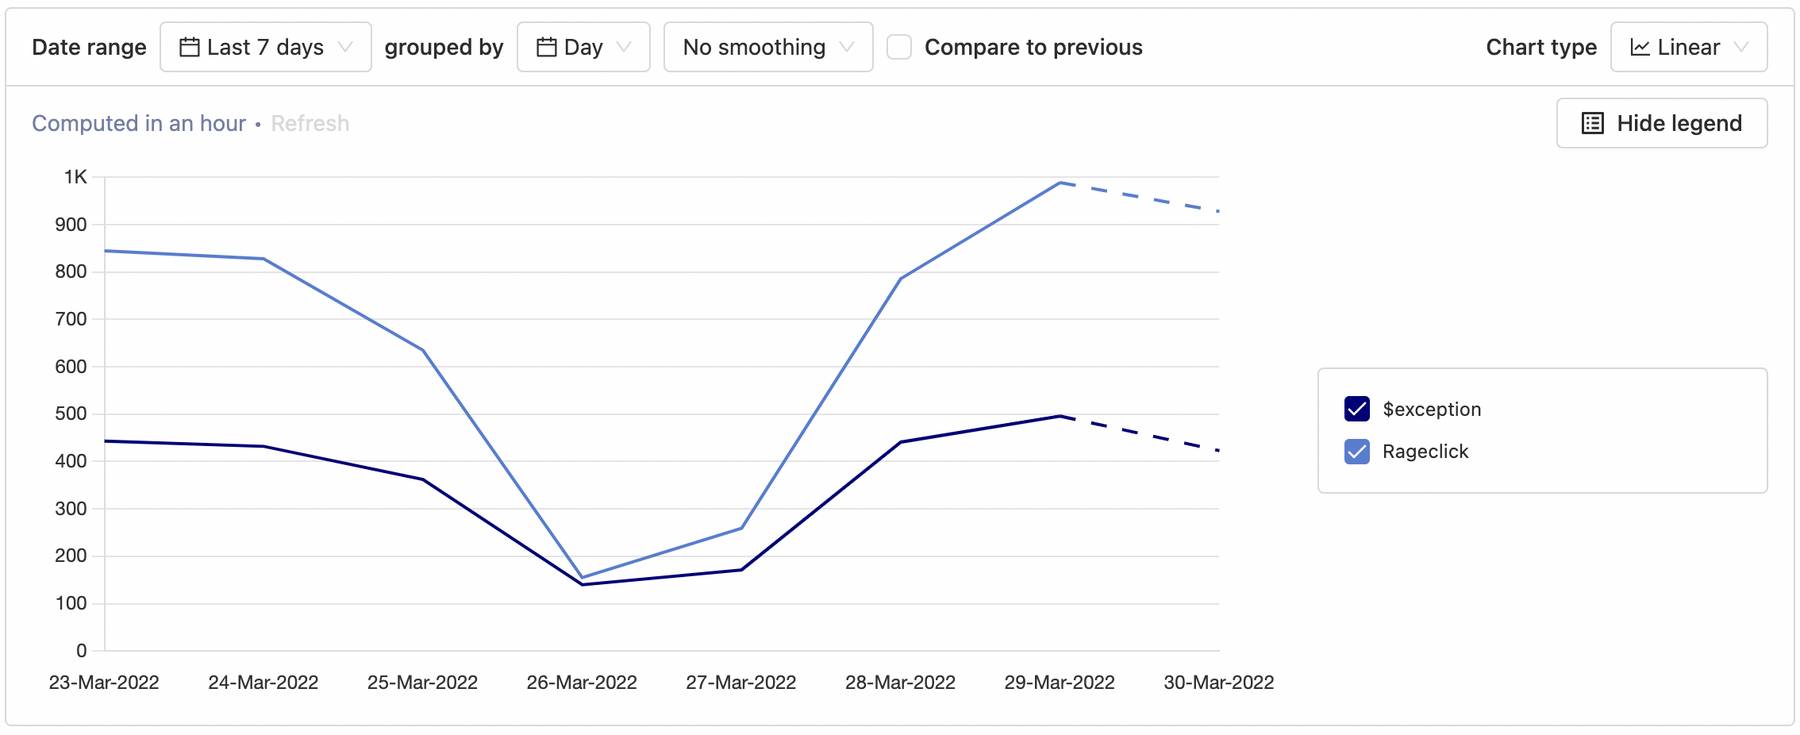 Date range Last 7 days grouped by Day No smoothing Compare to previous Chart type Linear
Computed in an hour • Refresh Hide legend
1K
900
800
700
600
500
400
300
200
100
0
23-Mar-2022 24-Mar-2022 25-Mar-2022 26-Mar-2022 27-Mar-2022 28-Mar-2022 29-Mar-2022 30-Mar-2022
$exception
Rageclick